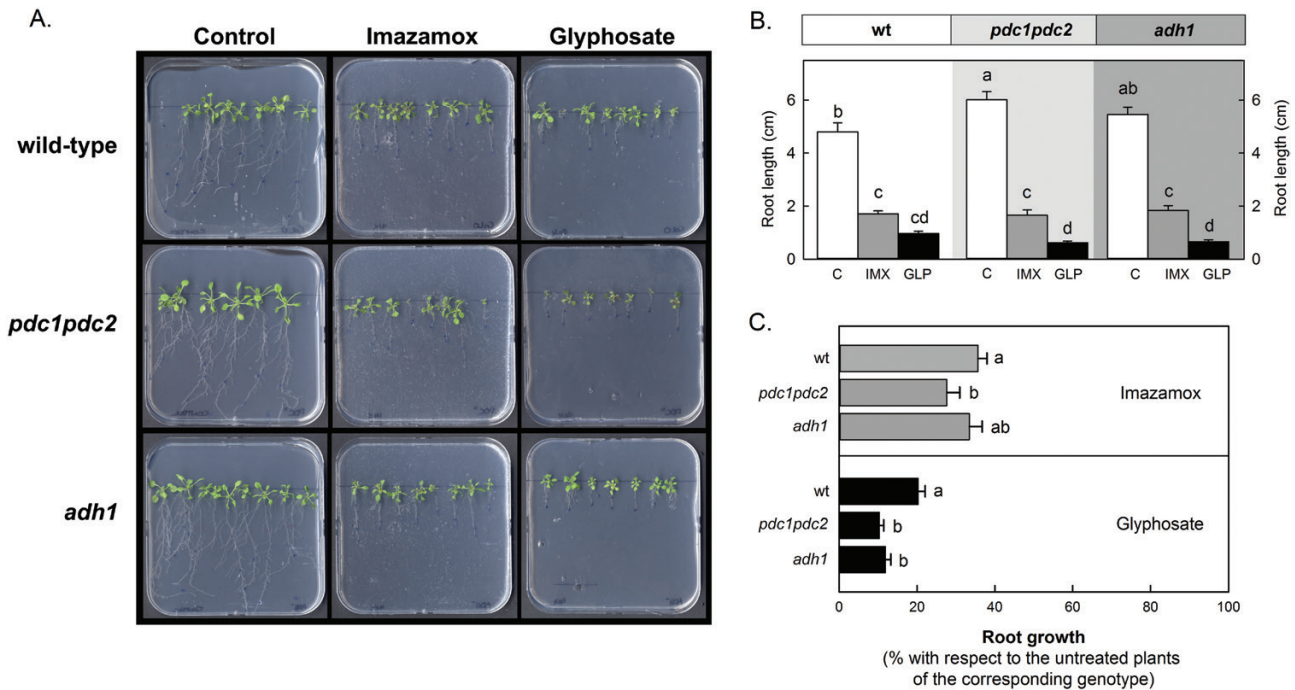 A.
Control Imazamox Glyphosate
wild-type
pdc1pdc2
adh1
B.
wt pdc1pdc2 adh1
Root length (cm)
6
4
2
0
b
c
cd
a
c
d
ab
c
d
6
4
2
0
Root length (cm)
C IMX GLP C IMX GLP C IMX GLP
C.
wt a
pdc1pdc2 b Imazamox
adh1 ab
wt a
pdc1pdc2 b Glyphosate
adh1 b
0 20 40 60 80 100
Root growth
(% with respect to the untreated plants
of the corresponding genotype)